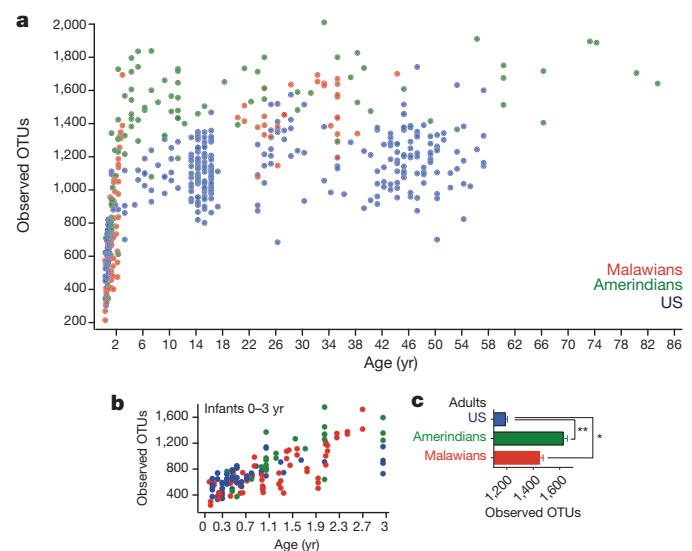 a
2,000
1,800
1,600
1,400
1,200
1,000
800
600
400
200
Observed OTUs
2 6 10 14 18 22 26 30 34 38 42 46 50 54 58 62 66 70 74 78 82 86
Age (yr)
Malawians
Amerindians
US
b
Infants 0–3 yr
1,600
1,200
800
400
Observed OTUs
0 0.3 0.7 1.1 1.5 1.9 2.3 2.7 3
Age (yr)
c
Adults
US
Amerindians
Malawians
**
*
1,200 1,400 1,600
Observed OTUs